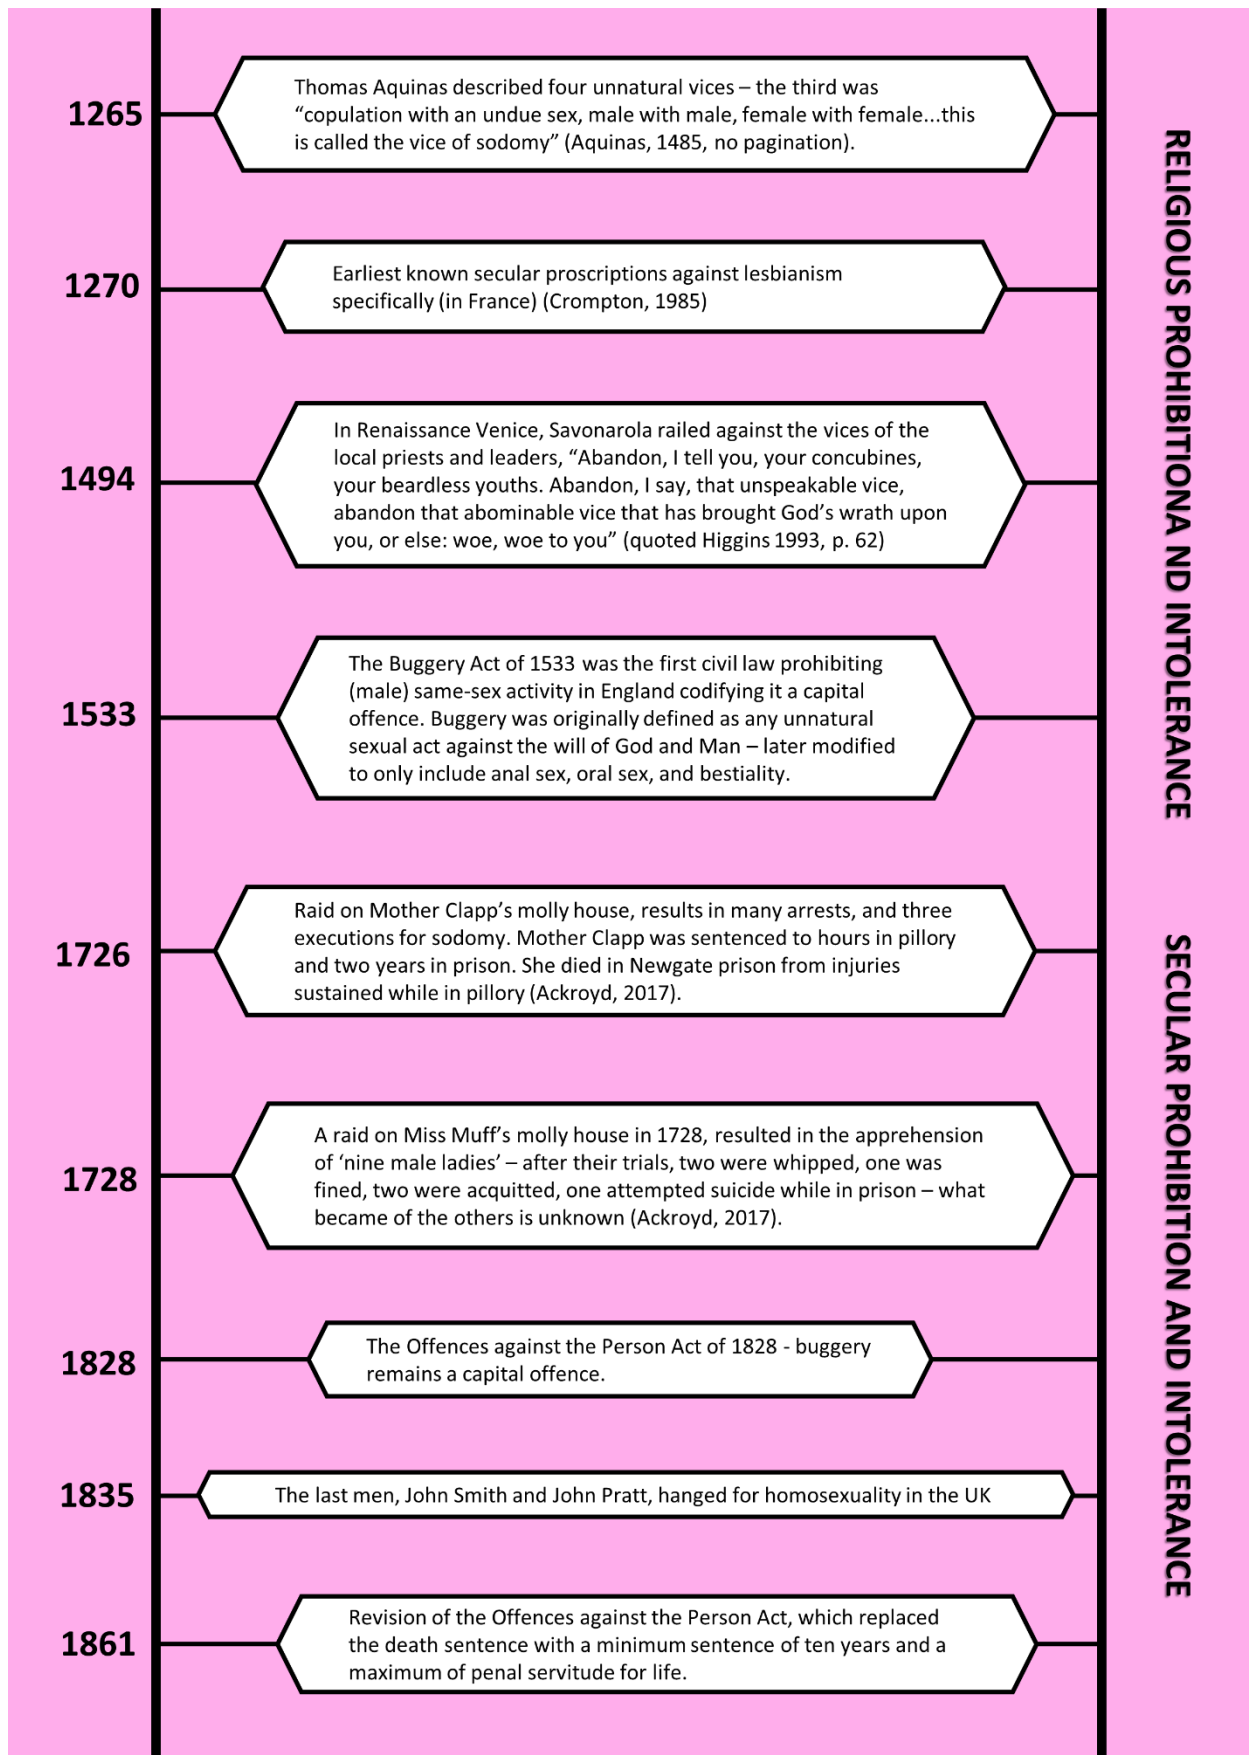 1265
Thomas Aquinas described four unnatural vices – the third was
“copulation with an undue sex, male with male, female with female...this
is called the vice of sodomy” (Aquinas, 1485, no pagination).
1270
Earliest known secular proscriptions against lesbianism
specifically (in France) (Crompton, 1985)
1494
In Renaissance Venice, Savonarola railed against the vices of the
local priests and leaders, “Abandon, I tell you, your concubines,
your beardless youths. Abandon, I say, that unspeakable vice,
abandon that abominable vice that has brought God’s wrath upon
you, or else: woe, woe to you” (quoted Higgins 1993, p. 62)
1533
The Buggery Act of 1533 was the first civil law prohibiting
(male) same-sex activity in England codifying it a capital
offence. Buggery was originally defined as any unnatural
sexual act against the will of God and Man – later modified
to only include anal sex, oral sex, and bestiality.
RELIGIOUS PROHIBITIONA ND INTOLERANCE
1726
Raid on Mother Clapp’s molly house, results in many arrests, and three
executions for sodomy. Mother Clapp was sentenced to hours in pillory
and two years in prison. She died in Newgate prison from injuries
sustained while in pillory (Ackroyd, 2017).
1728
A raid on Miss Muff’s molly house in 1728, resulted in the apprehension
of ‘nine male ladies’ – after their trials, two were whipped, one was
fined, two were acquitted, one attempted suicide while in prison – what
became of the others is unknown (Ackroyd, 2017).
1828
The Offences against the Person Act of 1828 - buggery
remains a capital offence.
1835
The last men, John Smith and John Pratt, hanged for homosexuality in the UK
1861
Revision of the Offences against the Person Act, which replaced
the death sentence with a minimum sentence of ten years and a
maximum of penal servitude for life.
SECULAR PROHIBITION AND INTOLERANCE